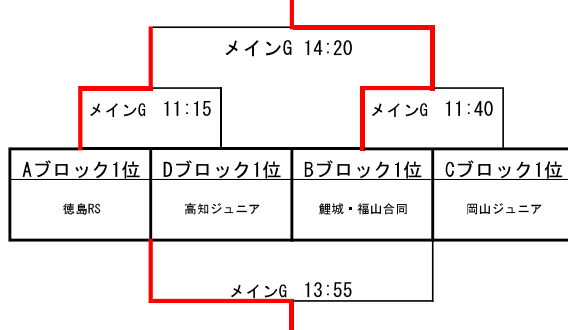 メインG 14:20
メインG 11:15 メインG 11:40
Aブロック1位 Dブロック1位 Bブロック1位 Cブロック1位
徳島RS 高知ジュニア 鯉城・福山合同 岡山ジュニア
メインG 13:55